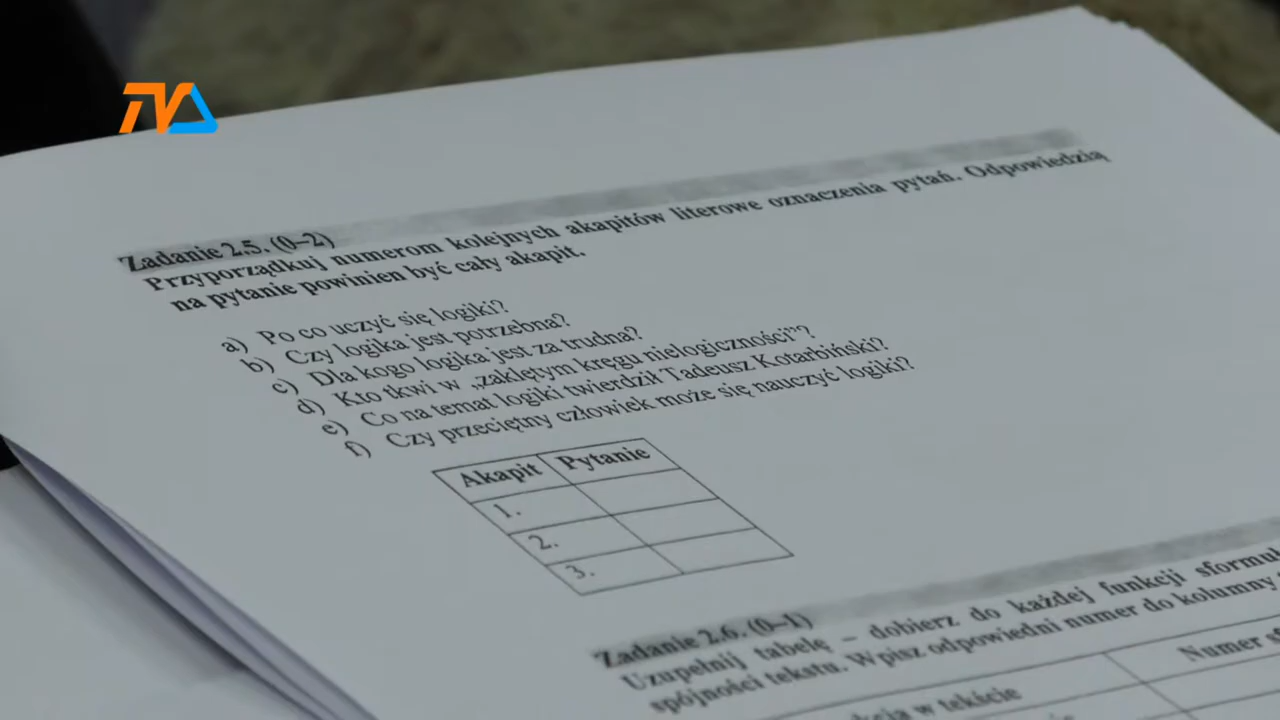 TVA
Zadanie 2.5. (0–2)
Przyporządkuj numerom kolejnych akapitów literowe oznaczenia pytań. Odpowiedzią
na pytanie powinien być cały akapit.
a) Po co uczyć się logiki?
b) Czy logika jest potrzebna?
c) Dla kogo logika jest za trudna?
d) Kto tkwi w „zaklętym kręgu nielogiczności”?
e) Co na temat logiki twierdził Tadeusz Kotarbiński?
f) Czy przeciętny człowiek może się nauczyć logiki?
Akapit Pytanie
1.
2.
3.
Zadanie 2.6. (0–1)
Uzupełnij tabelę – dobierz do każdej funkcji
spójności tekstu. Wpisz odpowiedni numer do kolumny
Numer
w tekście